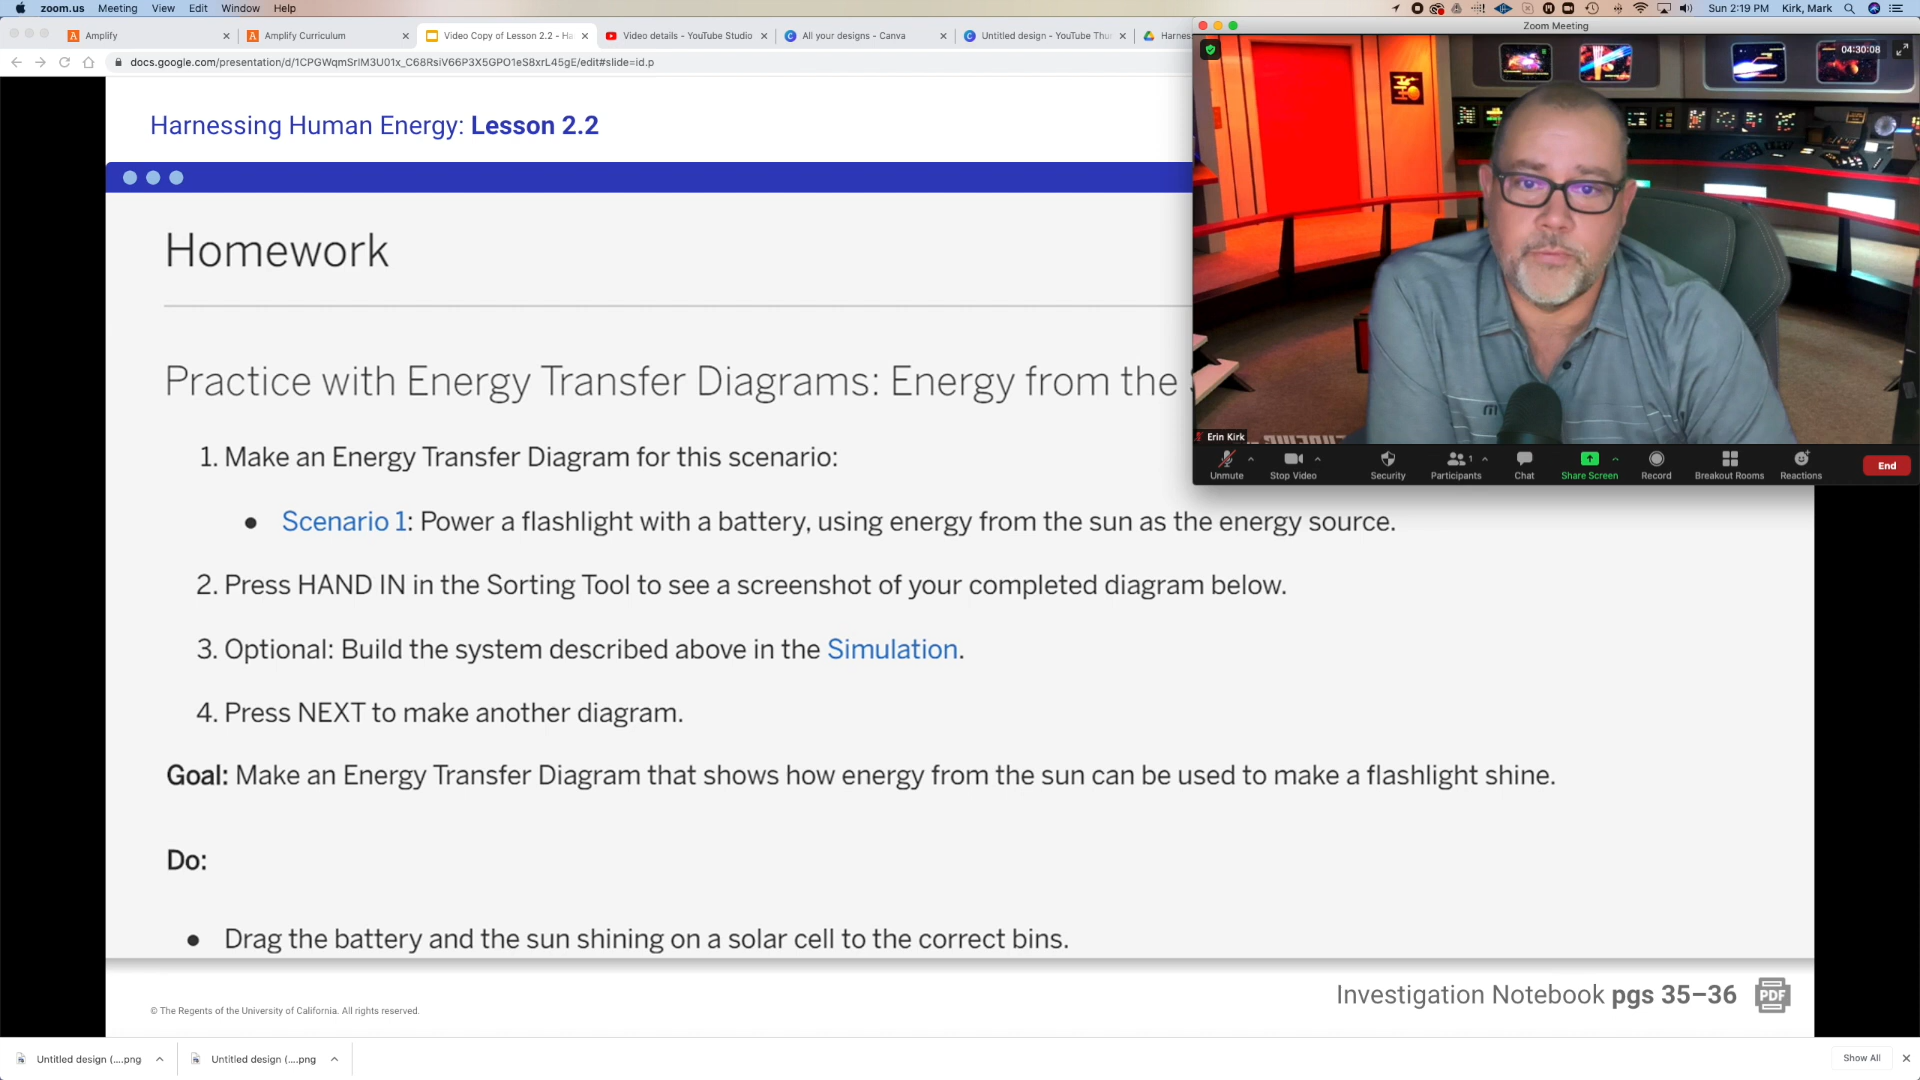 zoom.us Meeting View Edit Window Help Sun 2:19 PM Kirk, Mark
Zoom Meeting
Amplify
Amplify Curriculum
Video Copy of Lesson 2.2 - Ha
Video details - YouTube Studio
All your designs - Canva
Untitled design - YouTube Thu
Harnes
docs.google.com/presentation/d/1CPGWqmSrIM3U01x_C68RsiV66P3X5GPO1eS8xrL45gE/edit#slide=id.p
04:30:08
Harnessing Human Energy: Lesson 2.2
Homework
Practice with Energy Transfer Diagrams: Energy from the
1. Make an Energy Transfer Diagram for this scenario:
● Scenario 1: Power a flashlight with a battery, using energy from the sun as the energy source.
2. Press HAND IN in the Sorting Tool to see a screenshot of your completed diagram below.
3. Optional: Build the system described above in the Simulation.
4. Press NEXT to make another diagram.
Goal: Make an Energy Transfer Diagram that shows how energy from the sun can be used to make a flashlight shine.
Do:
● Drag the battery and the sun shining on a solar cell to the correct bins.
Erin Kirk
Unmute Stop Video Security Participants 1 Chat Share Screen Record Breakout Rooms Reactions End
Investigation Notebook pgs 35–36 PDF
© The Regents of the University of California. All rights reserved.
Untitled design (....png Untitled design (....png Show All